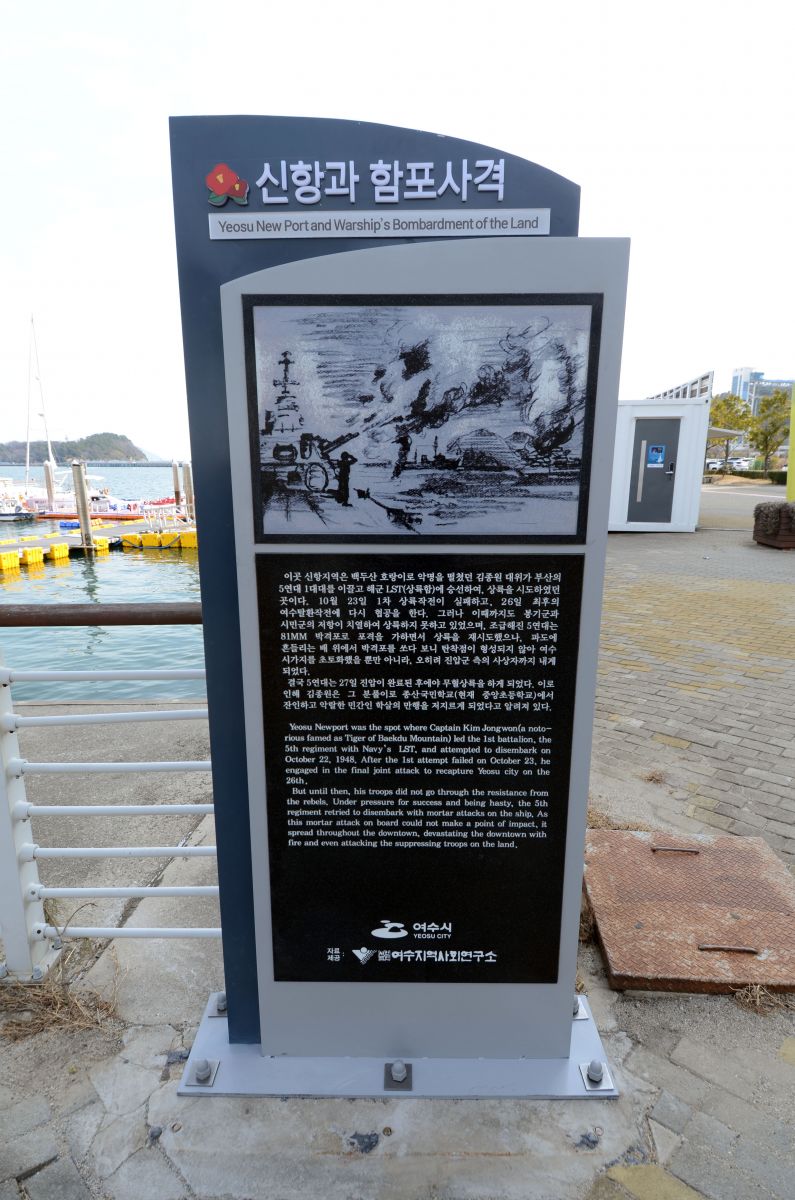 신항과 함포사격
Yeosu New Port and Warship's Bombardment of the Land
이곳 신항지역은 백두산 호랑이로 악명을 떨쳤던 김종원 대위가 부산의
5연대 1대대를 이끌고 해군 LST(상륙함)에 승선하여, 상륙을 시도하였던
곳이다. 10월 23일 1차 상륙작전이 실패하고, 26일 최후의
여수탈환작전에 다시 협공을 한다. 그러나 이때까지도 봉기군과
시민군의 저항이 치열하여 상륙하지 못하고 있었으며, 조급해진 5연대는
81MM 박격포로 포격을 가하면서 상륙을 재시도했으나, 파도에
흔들리는 배 위에서 박격포를 쏘다 보니 탄착점이 형성되지 않아 여수
시가지를 초토화했을 뿐만 아니라, 오히려 진압군 측의 사상자까지 내게
되었다.
결국 5연대는 27일 진압이 완료된 후에야 무혈상륙을 하게 되었다. 이로
인해 김종원은 그 분풀이로 종산국민학교(현재 중앙초등학교)에서
잔인하고 악랄한 민간인 학살의 만행을 저지르게 되었다고 알려져 있다.
Yeosu Newport was the spot where Captain Kim Jongwon(a noto-
rious famed as Tiger of Baekdu Mountain) led the 1st battalion, the
5th regiment with Navy's LST, and attempted to disembark on
October 22, 1948. After the 1st attempt failed on October 23, he
engaged in the final joint attack to recapture Yeosu city on the
26th.
But until then, his troops did not go through the resistance from
the rebels. Under pressure for success and being hasty, the 5th
regiment retried to disembark with mortar attacks on the ship. As
this mortar attack on board could not make a point of impact, it
spread throughout the downtown, devastating the downtown with
fire and even attacking the suppressing troops on the land.
여수시
YEOSU CITY
자료
제공 : 여수지역사회연구소